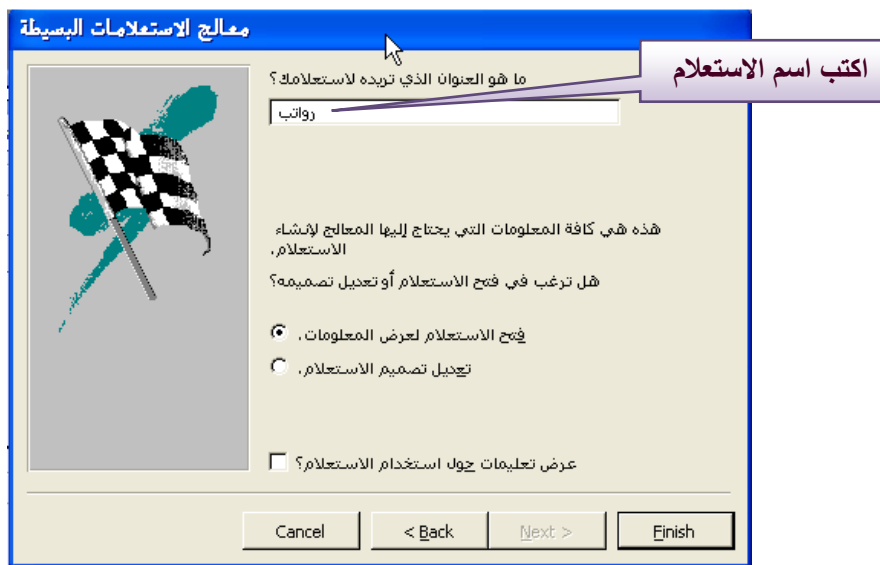 معالج الاستعلامات البسيطة
ما هو العنوان الذي تريده لاستعلامك؟
اكتب اسم الاستعلام
رواتب
هذه هي كافة المعلومات التي يحتاج إليها المعالج لإنشاء
الاستعلام.
هل ترغب في فتح الاستعلام أو تعديل تصميمه؟
فتح الاستعلام لعرض المعلومات.
تعديل تصميم الاستعلام.
عرض تعليمات حول استخدام الاستعلام؟
Cancel
< Back
Next >
Finish